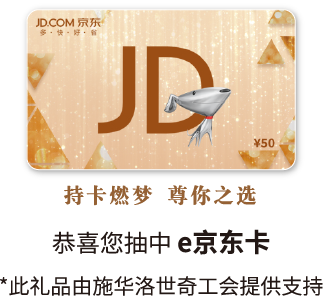 JD.COM 京东
多·快·好·省
JD
¥50
持卡燃梦 尊你之选
恭喜您抽中 e京东卡
*此礼品由施华洛世奇工会提供支持